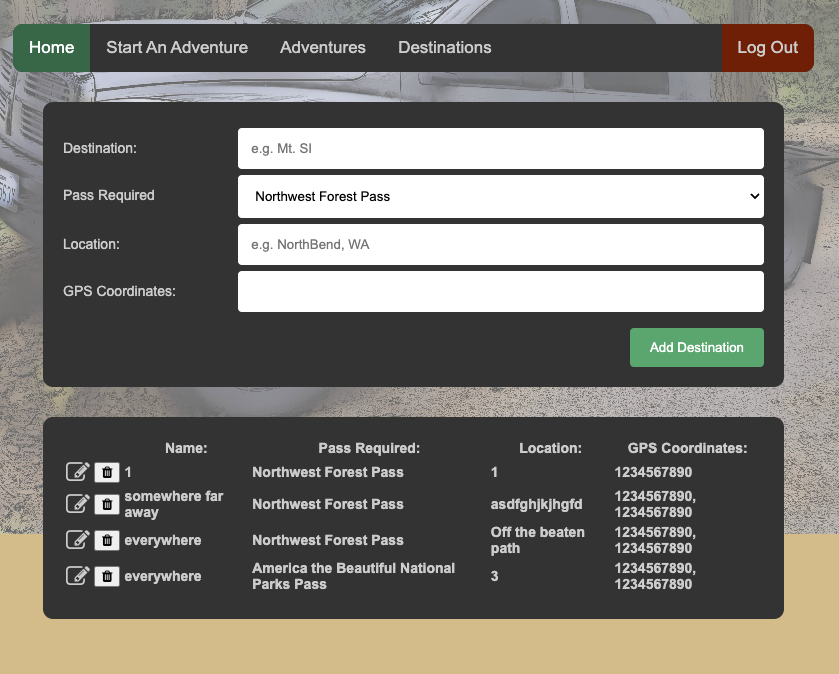 Home Start An Adventure Adventures Destinations Log Out
Destination: e.g. Mt. SI
Pass Required Northwest Forest Pass
Location: e.g. NorthBend, WA
GPS Coordinates:
Add Destination
Name: Pass Required: Location: GPS Coordinates:
1 Northwest Forest Pass 1 1234567890
somewhere far away Northwest Forest Pass asdfghjkjhgfd 1234567890, 1234567890
everywhere Northwest Forest Pass Off the beaten path 1234567890, 1234567890
everywhere America the Beautiful National Parks Pass 3 1234567890, 1234567890